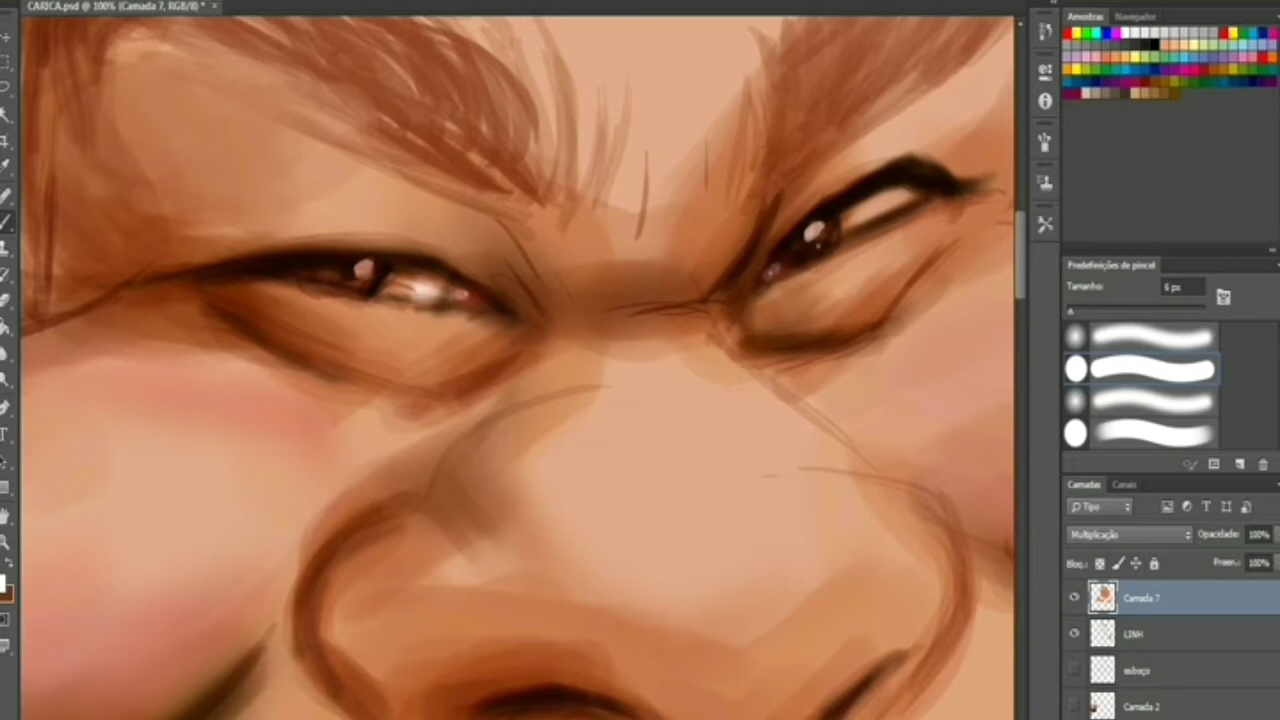 CARICA.psd @ 100% (Camada 7, RGB/8) * ×
Amostras Navegador
Predefinições de pincel
Tamanho: 6 px
Camadas Canais
Tipo
Multiplicação Opacidade: 100%
Bloq.: Preen.: 100%
Camada 7
LINH
esboço
Camada 2